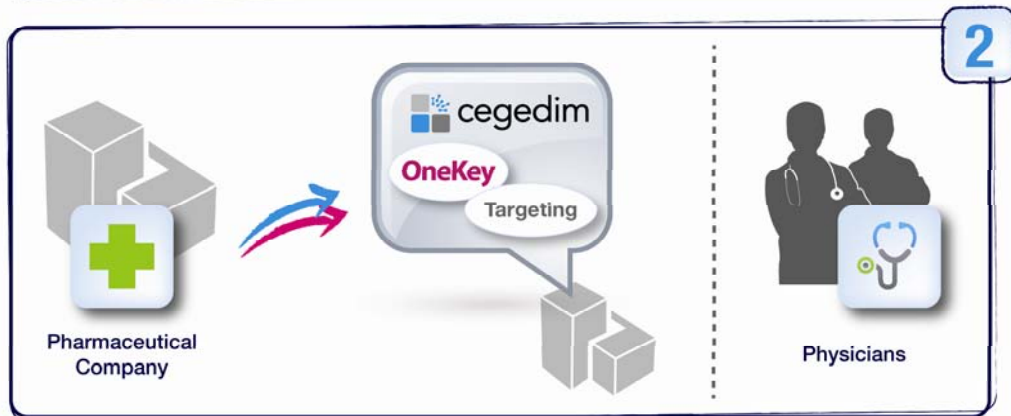 2
cegedim
OneKey
Targeting
Pharmaceutical
Company
Physicians